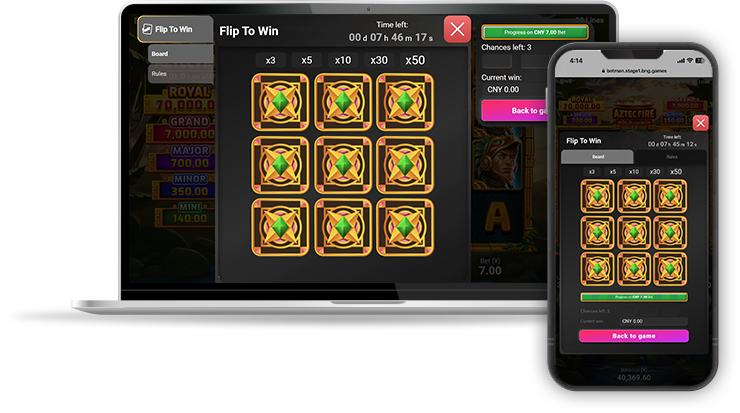 Flip To Win
Board
Rules
Flip To Win
Time left:
00 d 07 h 46 m 17 s
x3 x5 x10 x30 x50
Lines
Progress on CNY 7.00 Bet
Chances left: 3
Current win:
CNY 0.00
Back to
ROYAL
70,000.00
GRAND
7,000.00
MAJOR
700.00
MINOR
350.00
MINI
140.00
A
Bet (¥)
7.00
4:14
betman.stage1.bng.games
ROYAL
GRAND
AZTEC FIRE
Flip To Win
Time left
00 d 07 h 45 m 12 s
Board
Rules
x3 x5 x10 x30 x50
Progress on CNY 7.00 Bet
Chances left: 3
Current win:
CNY 0.00
Back to game
Balance (¥)
40,369.60